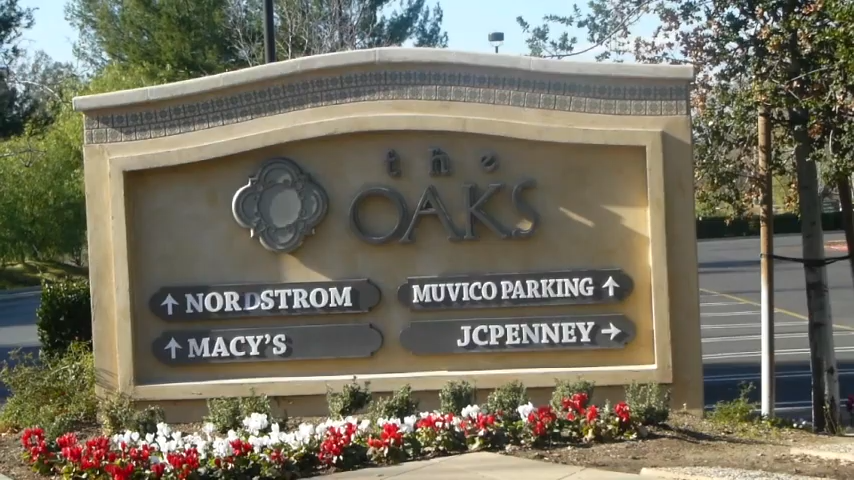 the
OAKS
↑ NORDSTROM
MUVICO PARKING ↑
↑ MACY'S
JCPENNEY →